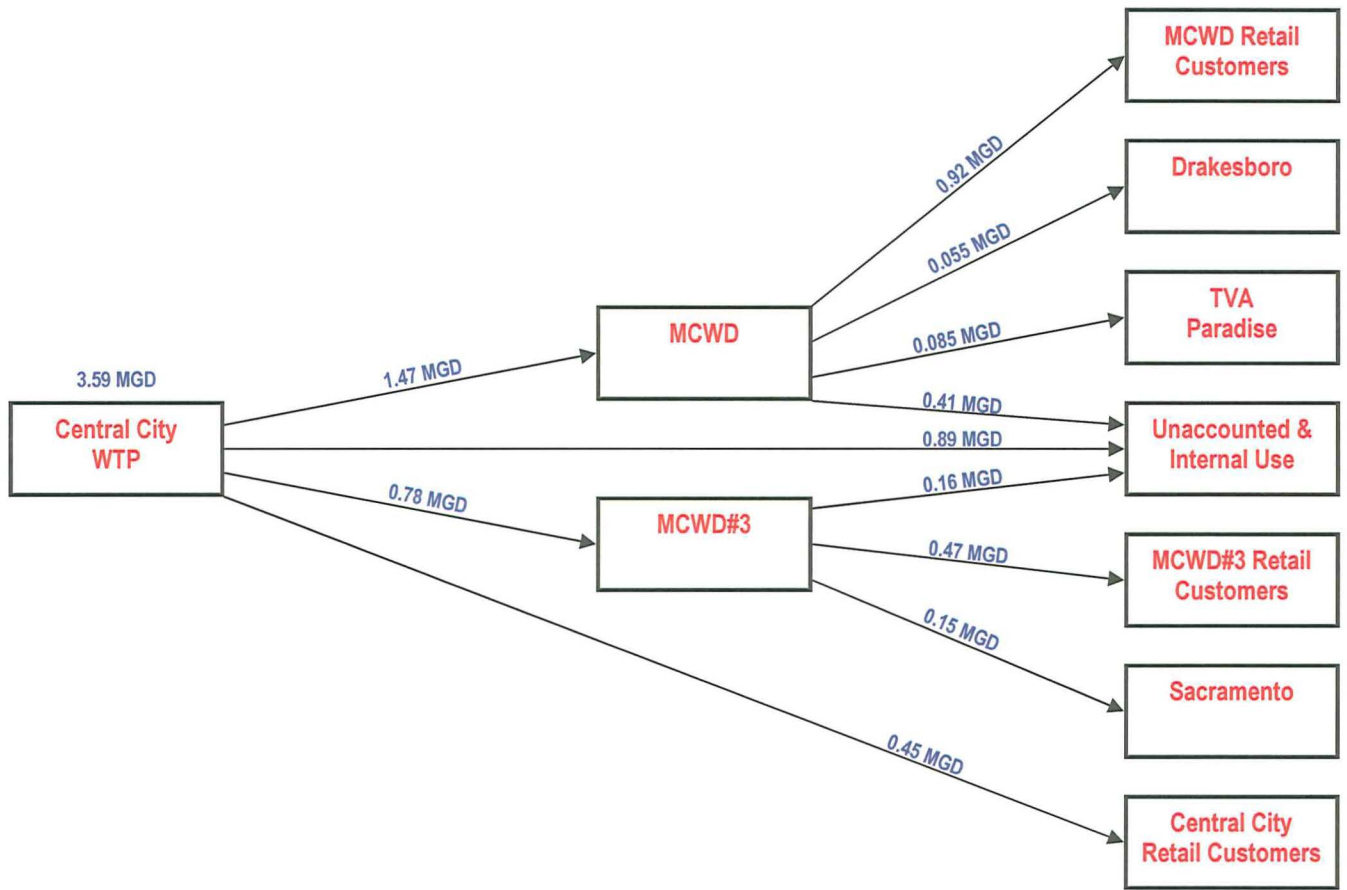 MCWD Retail
Customers
0.92 MGD
Drakesboro
0.055 MGD
TVA
Paradise
MCWD
0.085 MGD
3.59 MGD
1.47 MGD
Central City
WTP
0.41 MGD
0.89 MGD
Unaccounted &
Internal Use
0.78 MGD
0.16 MGD
MCWD#3
0.47 MGD
MCWD#3 Retail
Customers
0.15 MGD
Sacramento
0.45 MGD
Central City
Retail Customers